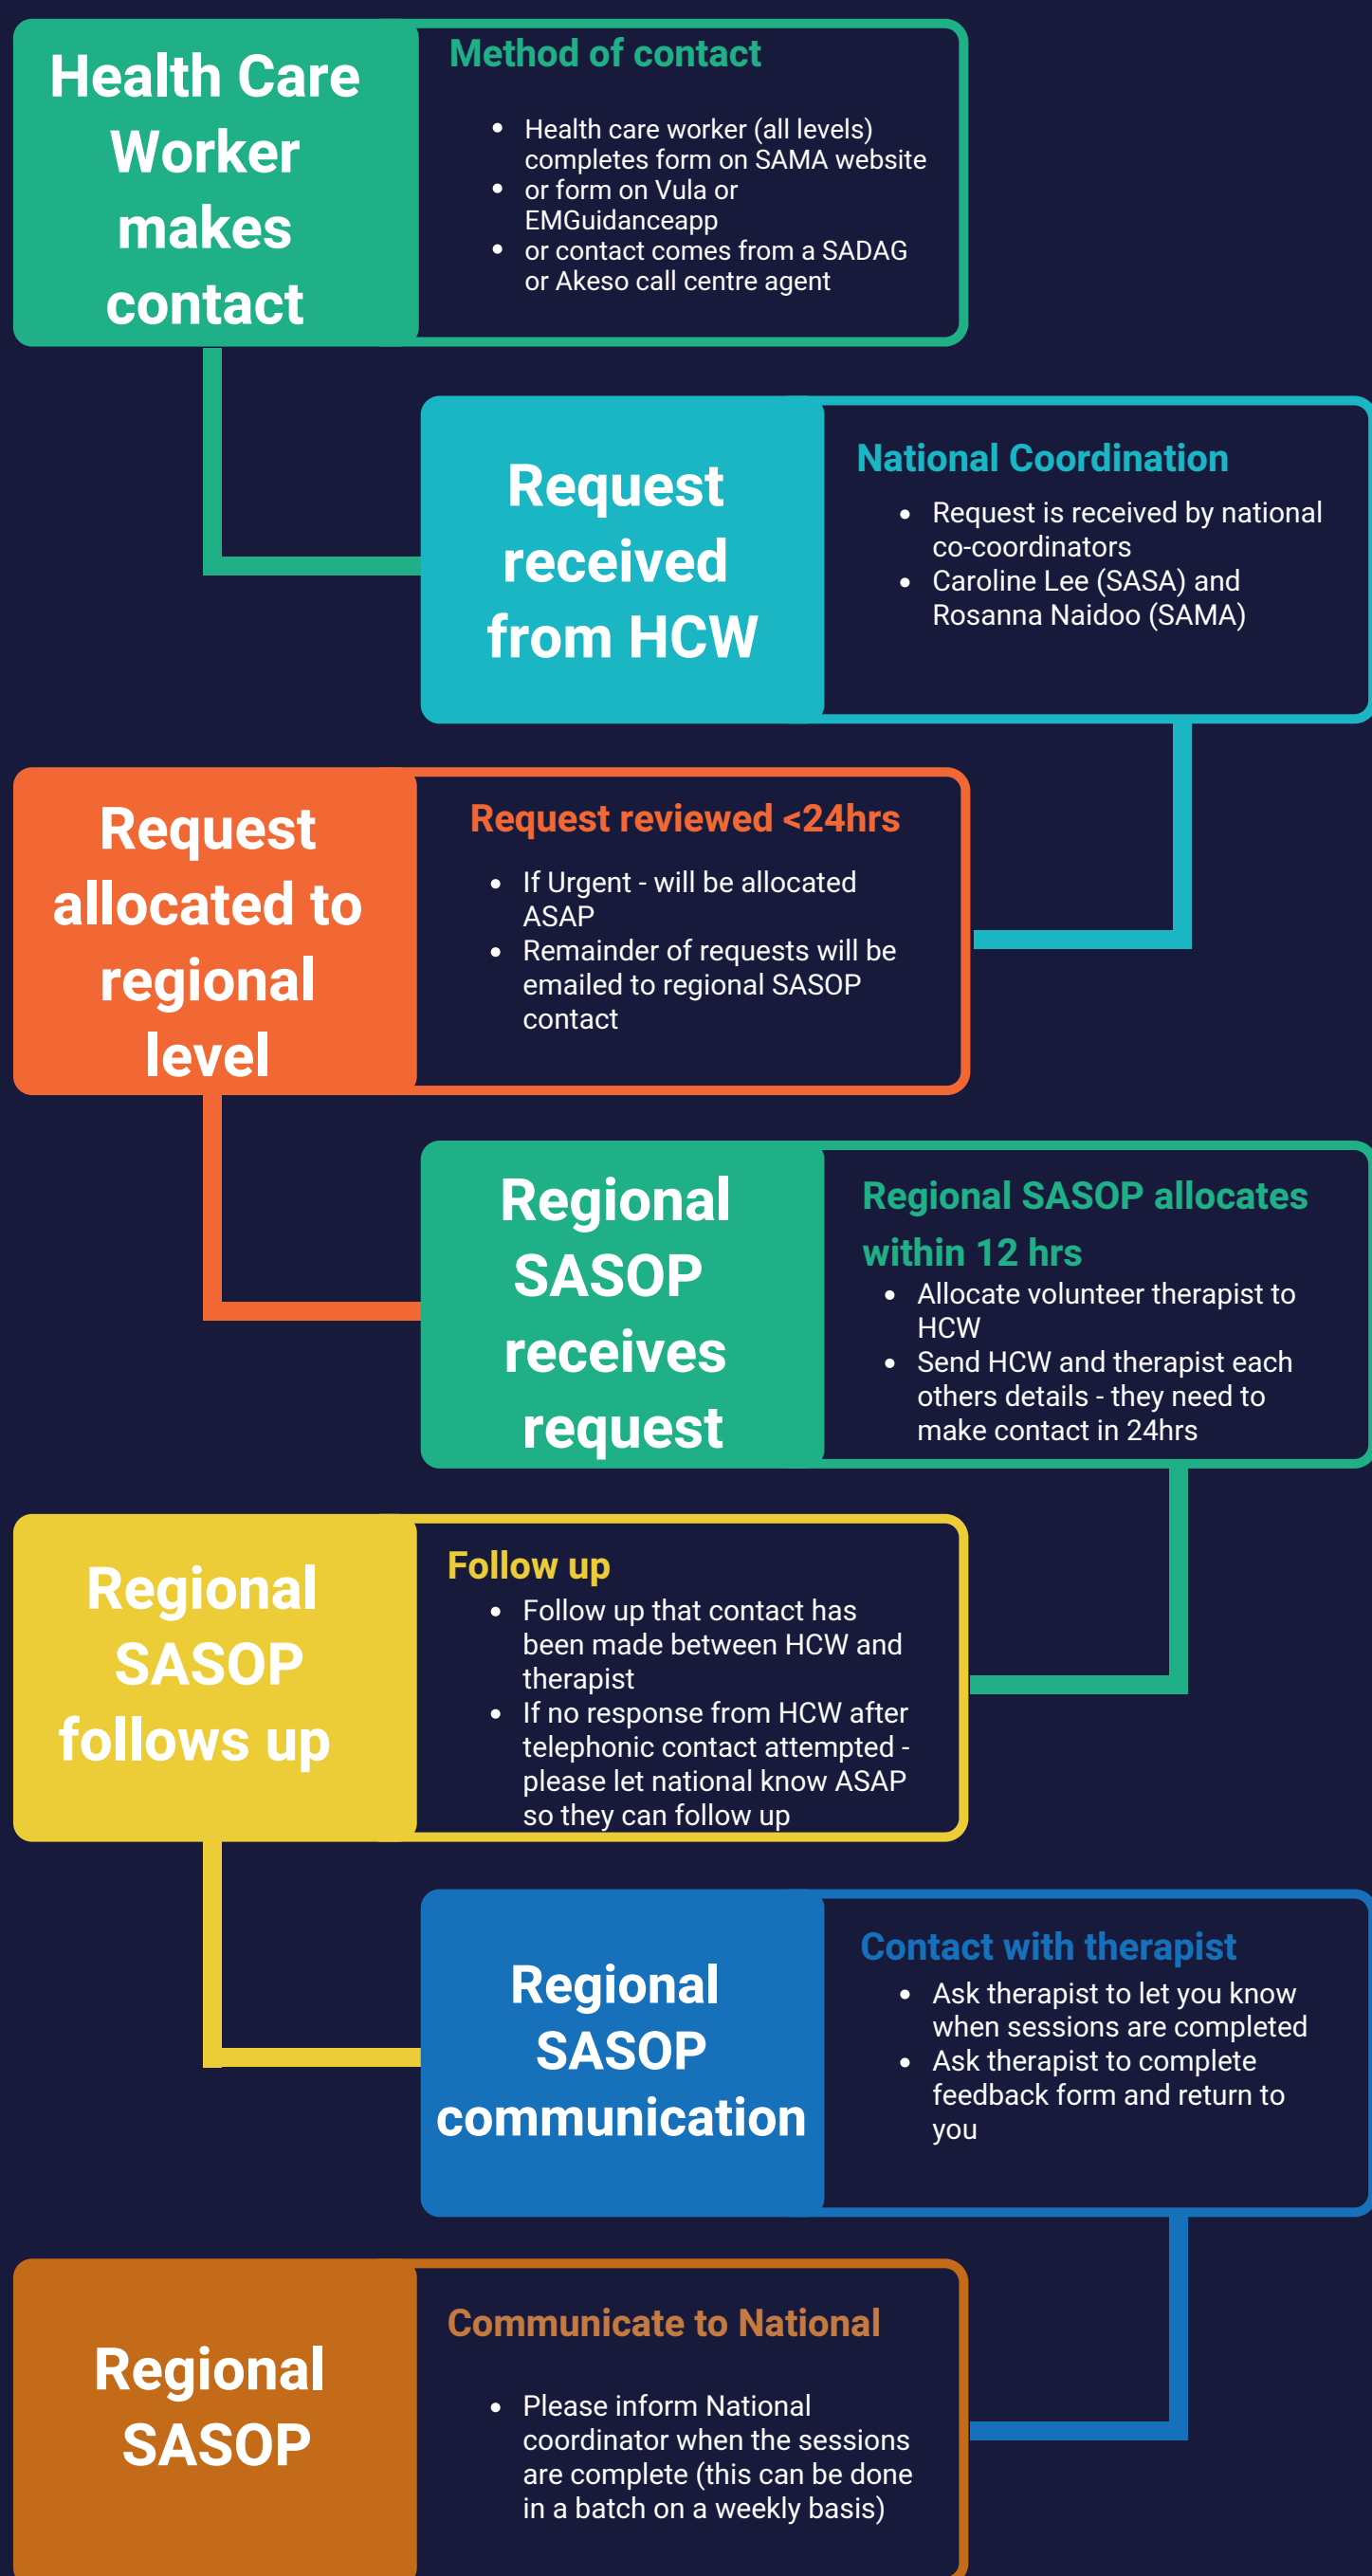 Health Care
Worker
makes
contact
Method of contact
• Health care worker (all levels)
completes form on SAMA website
• or form on Vula or
EMGuidanceapp
• or contact comes from a SADAG
or Akeso call centre agent
Request
received
from HCW
National Coordination
• Request is received by national
co-coordinators
• Caroline Lee (SASA) and
Rosanna Naidoo (SAMA)
Request
allocated to
regional
level
Request reviewed <24hrs
• If Urgent - will be allocated
ASAP
• Remainder of requests will be
emailed to regional SASOP
contact
Regional
SASOP
receives
request
Regional SASOP allocates
within 12 hrs
• Allocate volunteer therapist to
HCW
• Send HCW and therapist each
others details - they need to
make contact in 24hrs
Regional
SASOP
follows up
Follow up
• Follow up that contact has
been made between HCW and
therapist
• If no response from HCW after
telephonic contact attempted -
please let national know ASAP
so they can follow up
Regional
SASOP
communication
Contact with therapist
• Ask therapist to let you know
when sessions are completed
• Ask therapist to complete
feedback form and return to
you
Regional
SASOP
Communicate to National
• Please inform National
coordinator when the sessions
are complete (this can be done
in a batch on a weekly basis)